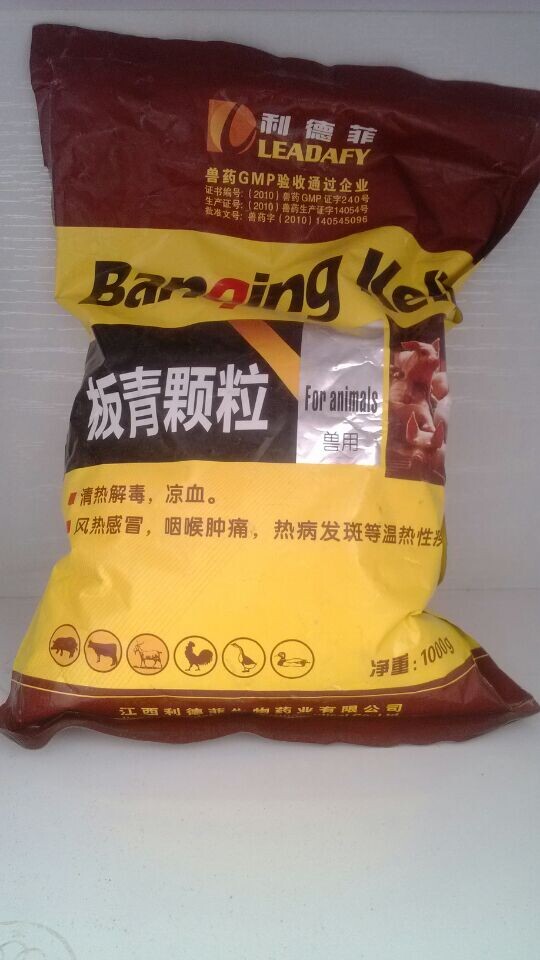 利德菲
LEADAFY
兽药GMP验收通过企业
证书编号:(2010)兽药GMP证字240号
生产证号:(2010)兽药生产证字14054号
批准文号:兽药字(2010)140545096
Banqing Keli
板青颗粒
For animals
兽用
清热解毒,凉血。
风热感冒,咽喉肿痛,热病发斑等温热性
净重:1000g
江西利德菲生物药业有限公司